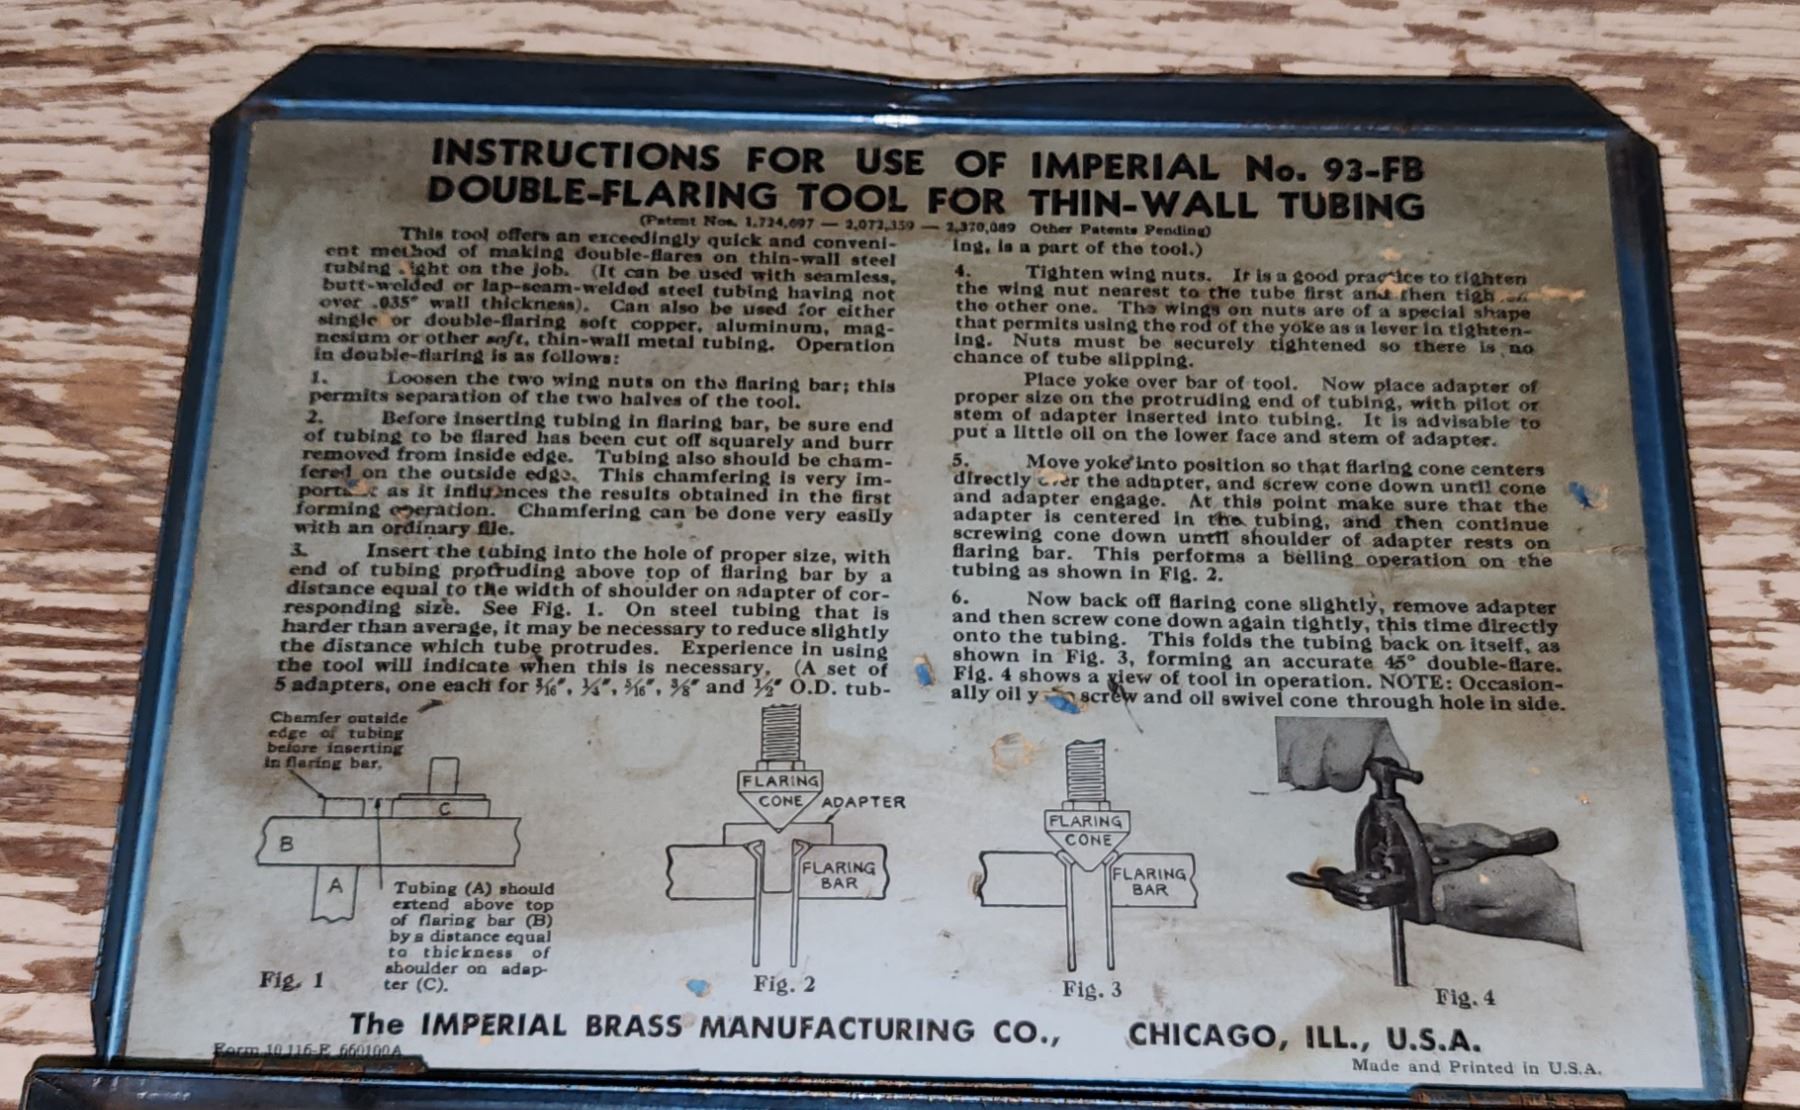 INSTRUCTIONS FOR USE OF IMPERIAL No. 93-FB
DOUBLE-FLARING TOOL FOR THIN-WALL TUBING
(Patent Nos. 1,724,697 — 2,072,359 — 2,370,089 Other Patents Pending)
This tool offers an exceedingly quick and conveni-
ent method of making double-flares on thin-wall steel
tubing ight on the job. (It can be used with seamless,
butt-welded or lap-seam-welded steel tubing having not
over .035" wall thickness). Can also be used for either
single or double-flaring soft copper, aluminum, mag-
nesium or other soft, thin-wall metal tubing. Operation
in double-flaring is as follows:
1. Loosen the two wing nuts on the flaring bar; this
permits separation of the two halves of the tool.
2. Before inserting tubing in flaring bar, be sure end
of tubing to be flared has been cut off squarely and burr
removed from inside edge. Tubing also should be cham-
fered on the outside edge. This chamfering is very im-
portant as it influences the results obtained in the first
forming operation. Chamfering can be done very easily
with an ordinary file.
3. Insert the tubing into the hole of proper size, with
end of tubing protruding above top of flaring bar by a
distance equal to the width of shoulder on adapter of cor-
responding size. See Fig. 1. On steel tubing that is
harder than average, it may be necessary to reduce slightly
the distance which tube protrudes. Experience in using
the tool will indicate when this is necessary. (A set of
5 adapters, one each for 3/16", 1/4", 5/16", 3/8" and 1/2" O.D. tub-
ing, is a part of the tool.)
4. Tighten wing nuts. It is a good practice to tighten
the wing nut nearest to the tube first and then tighten
the other one. The wings on nuts are of a special shape
that permits using the rod of the yoke as a lever in tighten-
ing. Nuts must be securely tightened so there is no
chance of tube slipping.
Place yoke over bar of tool. Now place adapter of
proper size on the protruding end of tubing, with pilot or
stem of adapter inserted into tubing. It is advisable to
put a little oil on the lower face and stem of adapter.
5. Move yoke into position so that flaring cone centers
directly over the adapter, and screw cone down until cone
and adapter engage. At this point make sure that the
adapter is centered in the tubing, and then continue
screwing cone down until shoulder of adapter rests on
flaring bar. This performs a belling operation on the
tubing as shown in Fig. 2.
6. Now back off flaring cone slightly, remove adapter
and then screw cone down again tightly, this time directly
onto the tubing. This folds the tubing back on itself, as
shown in Fig. 3, forming an accurate 45° double-flare.
Fig. 4 shows a view of tool in operation. NOTE: Occasion-
ally oil y screw and oil swivel cone through hole in side.
Chamfer outside
edge of tubing
before inserting
in flaring bar.
C
B
A
Tubing (A) should
extend above top
of flaring bar (B)
by a distance equal
to thickness of
shoulder on adap-
ter (C).
Fig. 1
FLARING
CONE
ADAPTER
FLARING
BAR
Fig. 2
FLARING
CONE
FLARING
BAR
Fig. 3
Fig. 4
The IMPERIAL BRASS MANUFACTURING CO., CHICAGO, ILL., U.S.A.
Form 10 116-E 660100A
Made and Printed in U.S.A.